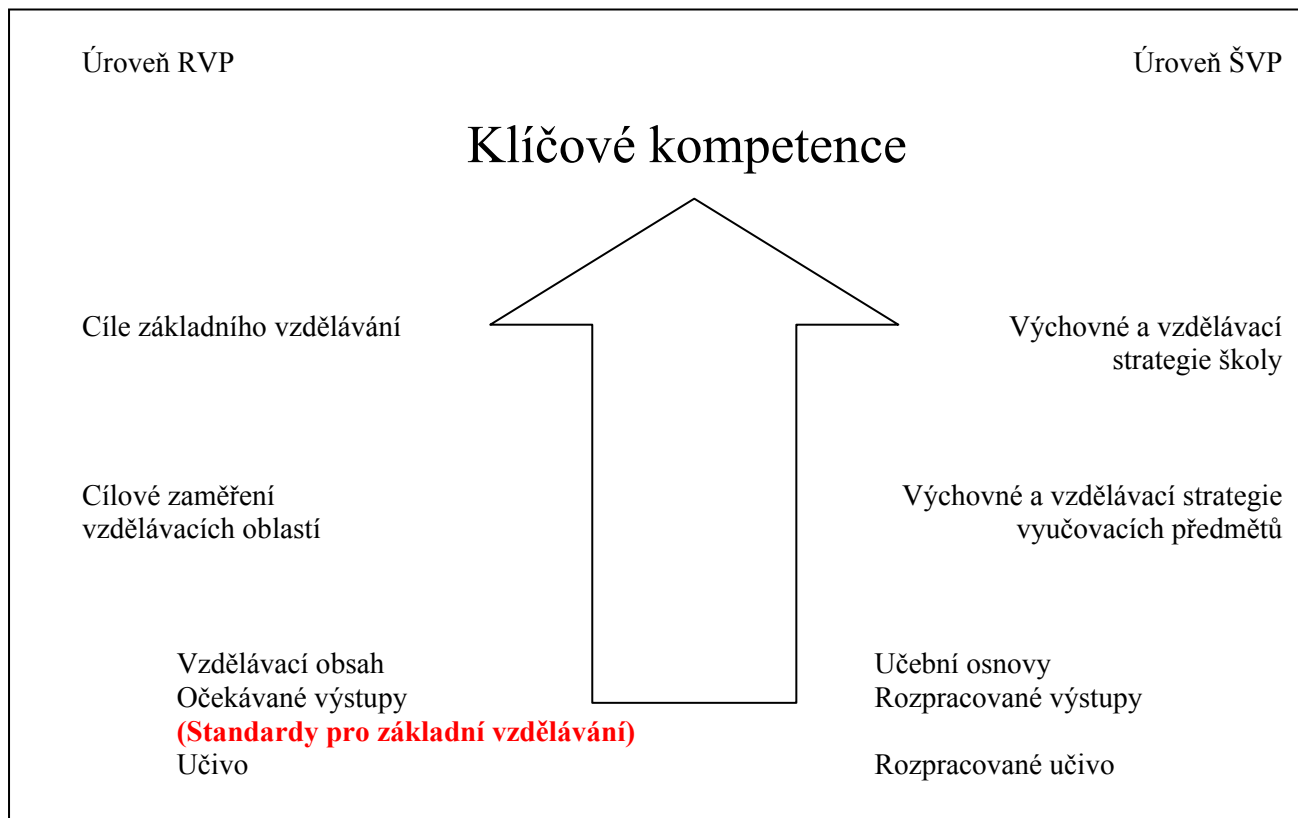 Úroveň RVP
Úroveň ŠVP
Klíčové kompetence
Cíle základního vzdělávání
Výchovné a vzdělávací
strategie školy
Cílové zaměření
vzdělávacích oblastí
Výchovné a vzdělávací strategie
vyučovacích předmětů
Vzdělávací obsah
Očekávané výstupy
(Standardy pro základní vzdělávání)
Učivo
Učební osnovy
Rozpracované výstupy
Rozpracované učivo